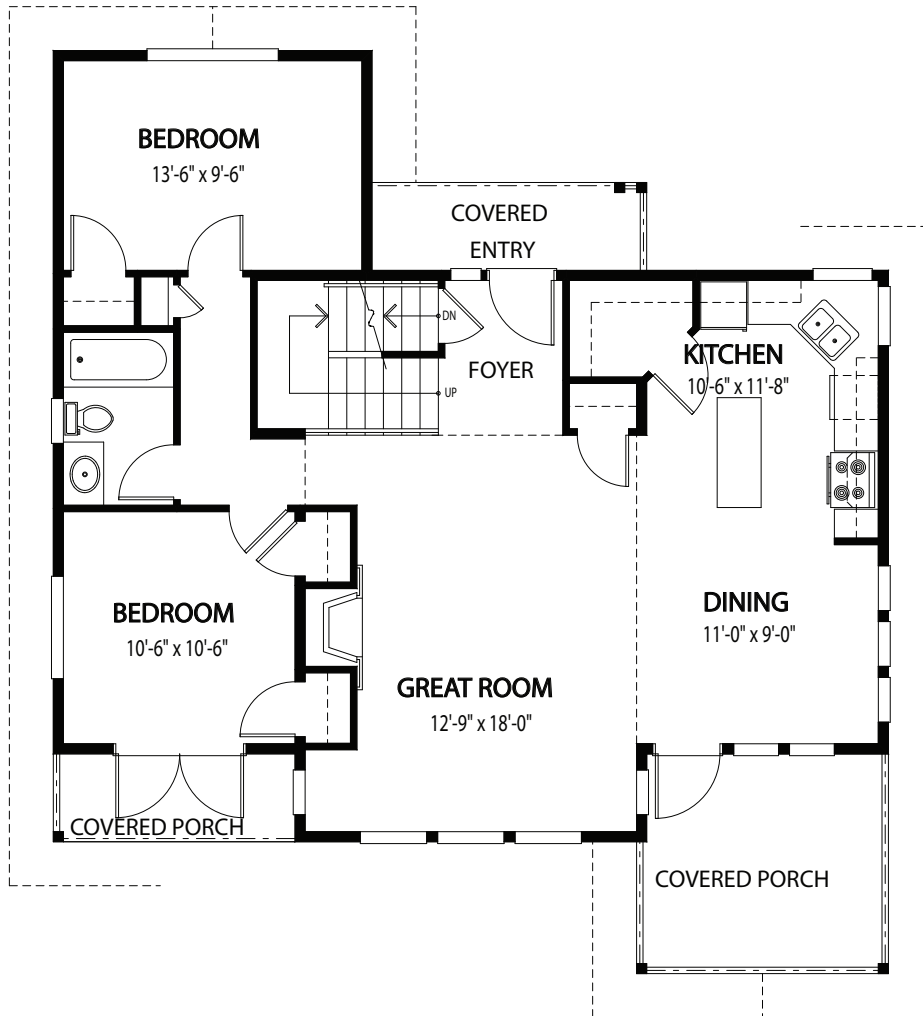 BEDROOM
13'-6" x 9'-6"
COVERED
ENTRY
DN
UP
FOYER
KITCHEN
10'-6" x 11'-8"
BEDROOM
10'-6" x 10'-6"
DINING
11'-0" x 9'-0"
GREAT ROOM
12'-9" x 18'-0"
COVERED PORCH
COVERED PORCH